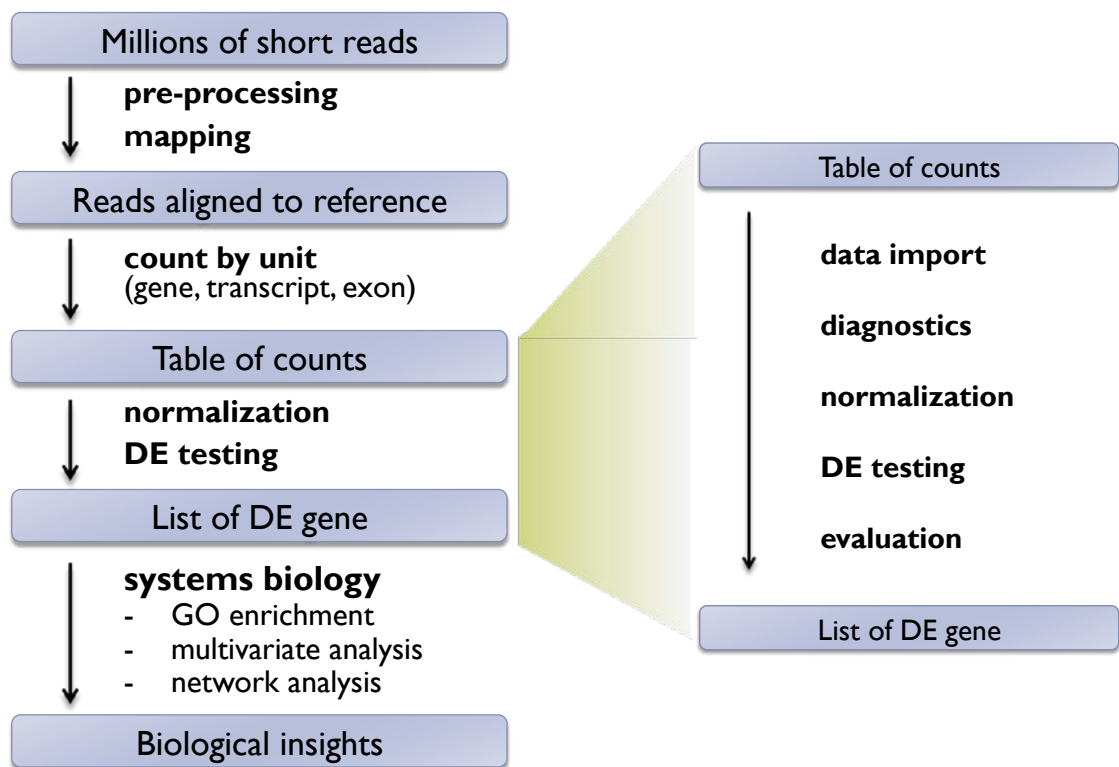 Millions of short reads
pre-processing
mapping
Reads aligned to reference
count by unit
(gene, transcript, exon)
Table of counts
normalization
DE testing
List of DE gene
systems biology
- GO enrichment
- multivariate analysis
- network analysis
Biological insights
Table of counts
data import
diagnostics
normalization
DE testing
evaluation
List of DE gene